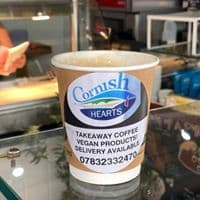 Cornish
HEARTS
TAKEAWAY COFFEE
VEGAN PRODUCTS!
DELIVERY AVAILABLE
07832332470